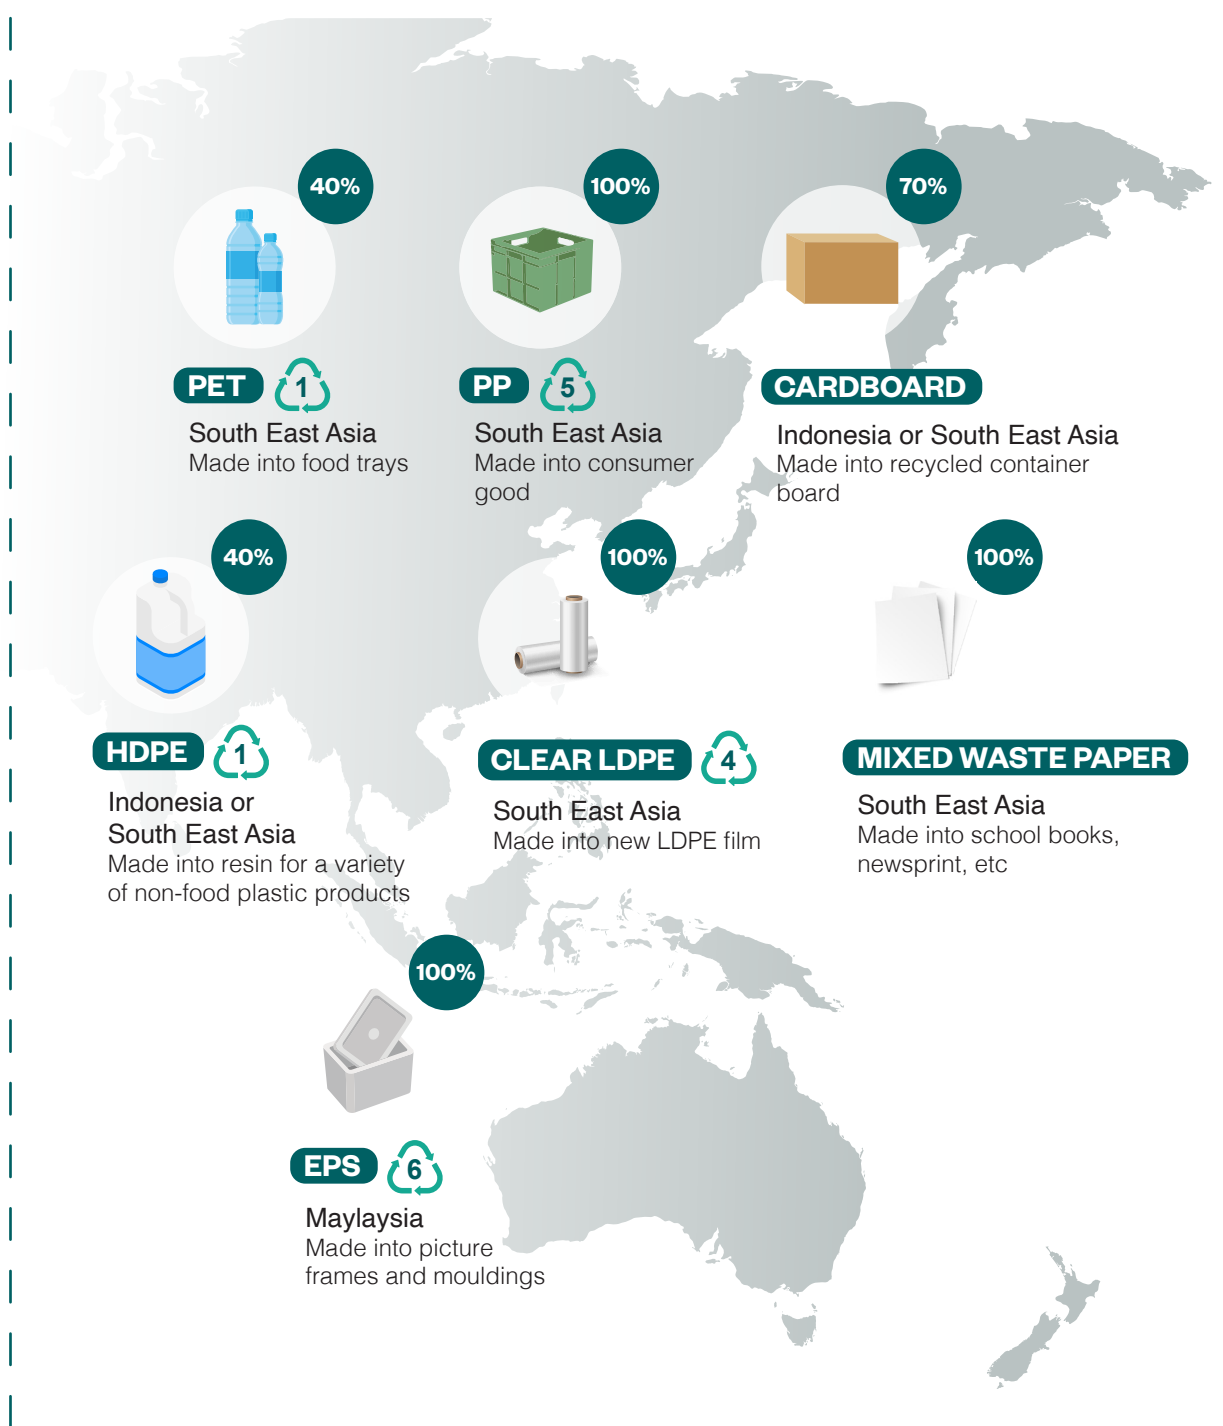 40%
PET 1
South East Asia
Made into food trays
100%
PP 5
South East Asia
Made into consumer
good
70%
CARDBOARD
Indonesia or South East Asia
Made into recycled container
board
40%
HDPE 1
Indonesia or
South East Asia
Made into resin for a variety
of non-food plastic products
100%
CLEAR LDPE 4
South East Asia
Made into new LDPE film
100%
MIXED WASTE PAPER
South East Asia
Made into school books,
newsprint, etc
100%
EPS 6
Maylaysia
Made into picture
frames and mouldings